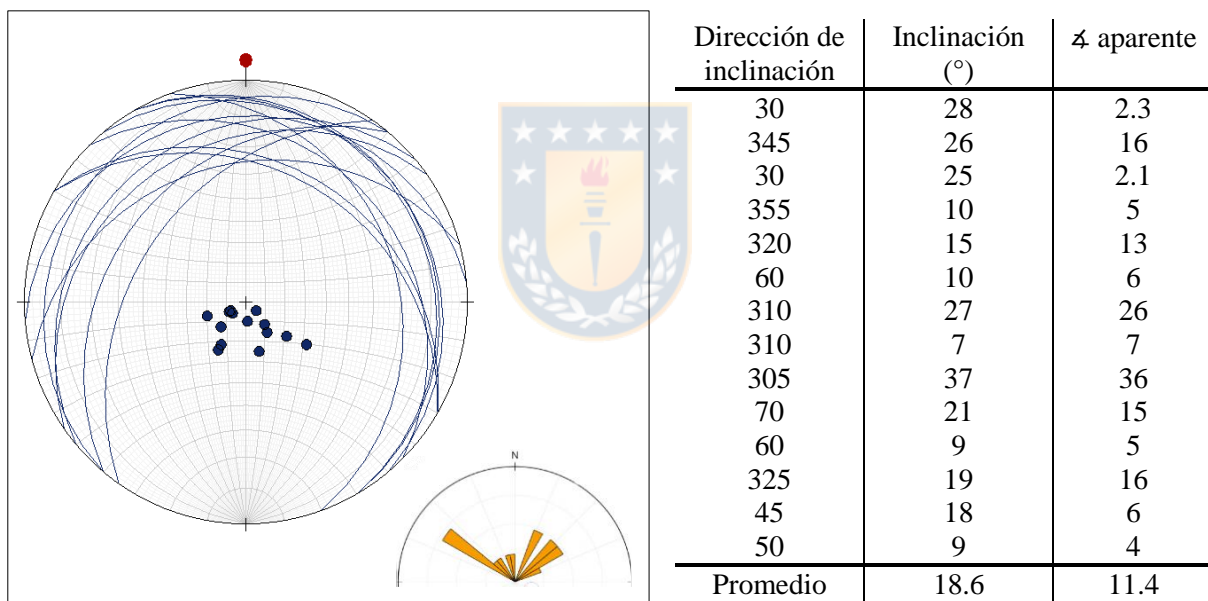 N
Dirección de inclinación | Inclinación (°) | ∡ aparente
30 | 28 | 2.3
345 | 26 | 16
30 | 25 | 2.1
355 | 10 | 5
320 | 15 | 13
60 | 10 | 6
310 | 27 | 26
310 | 7 | 7
305 | 37 | 36
70 | 21 | 15
60 | 9 | 5
325 | 19 | 16
45 | 18 | 6
50 | 9 | 4
Promedio | 18.6 | 11.4